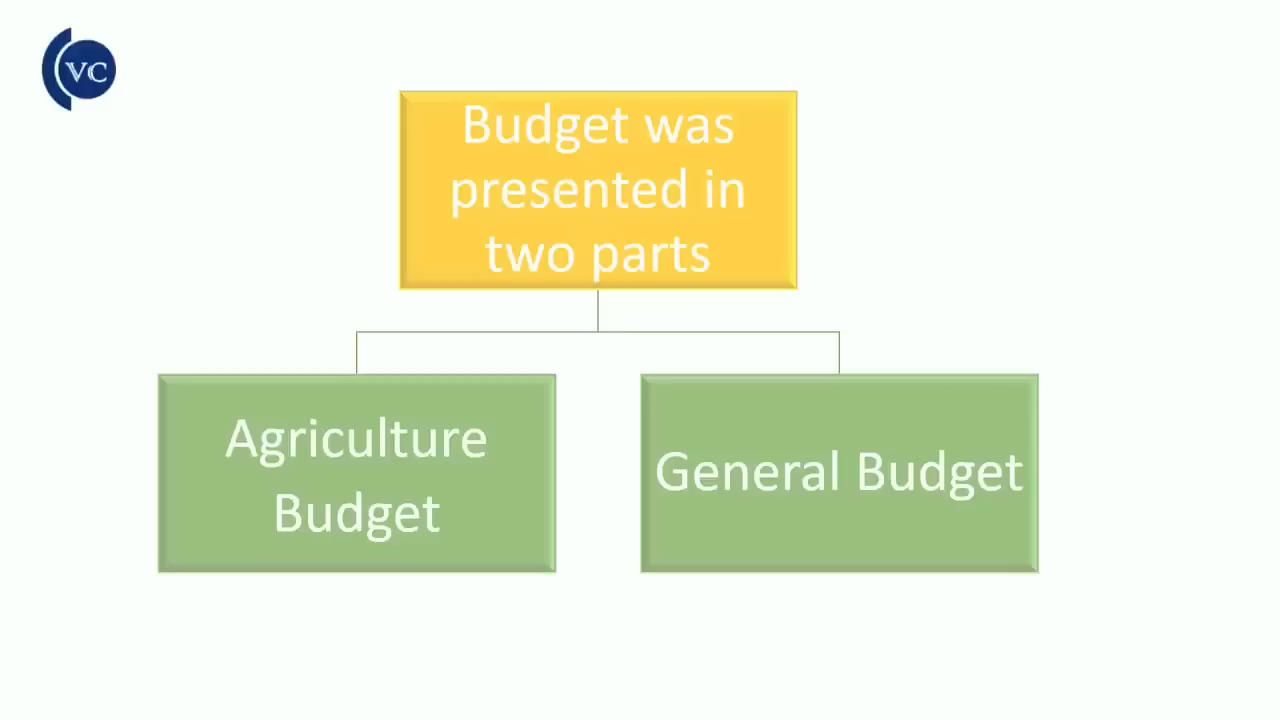 VC
Budget was
presented in
two parts
Agriculture
Budget
General Budget